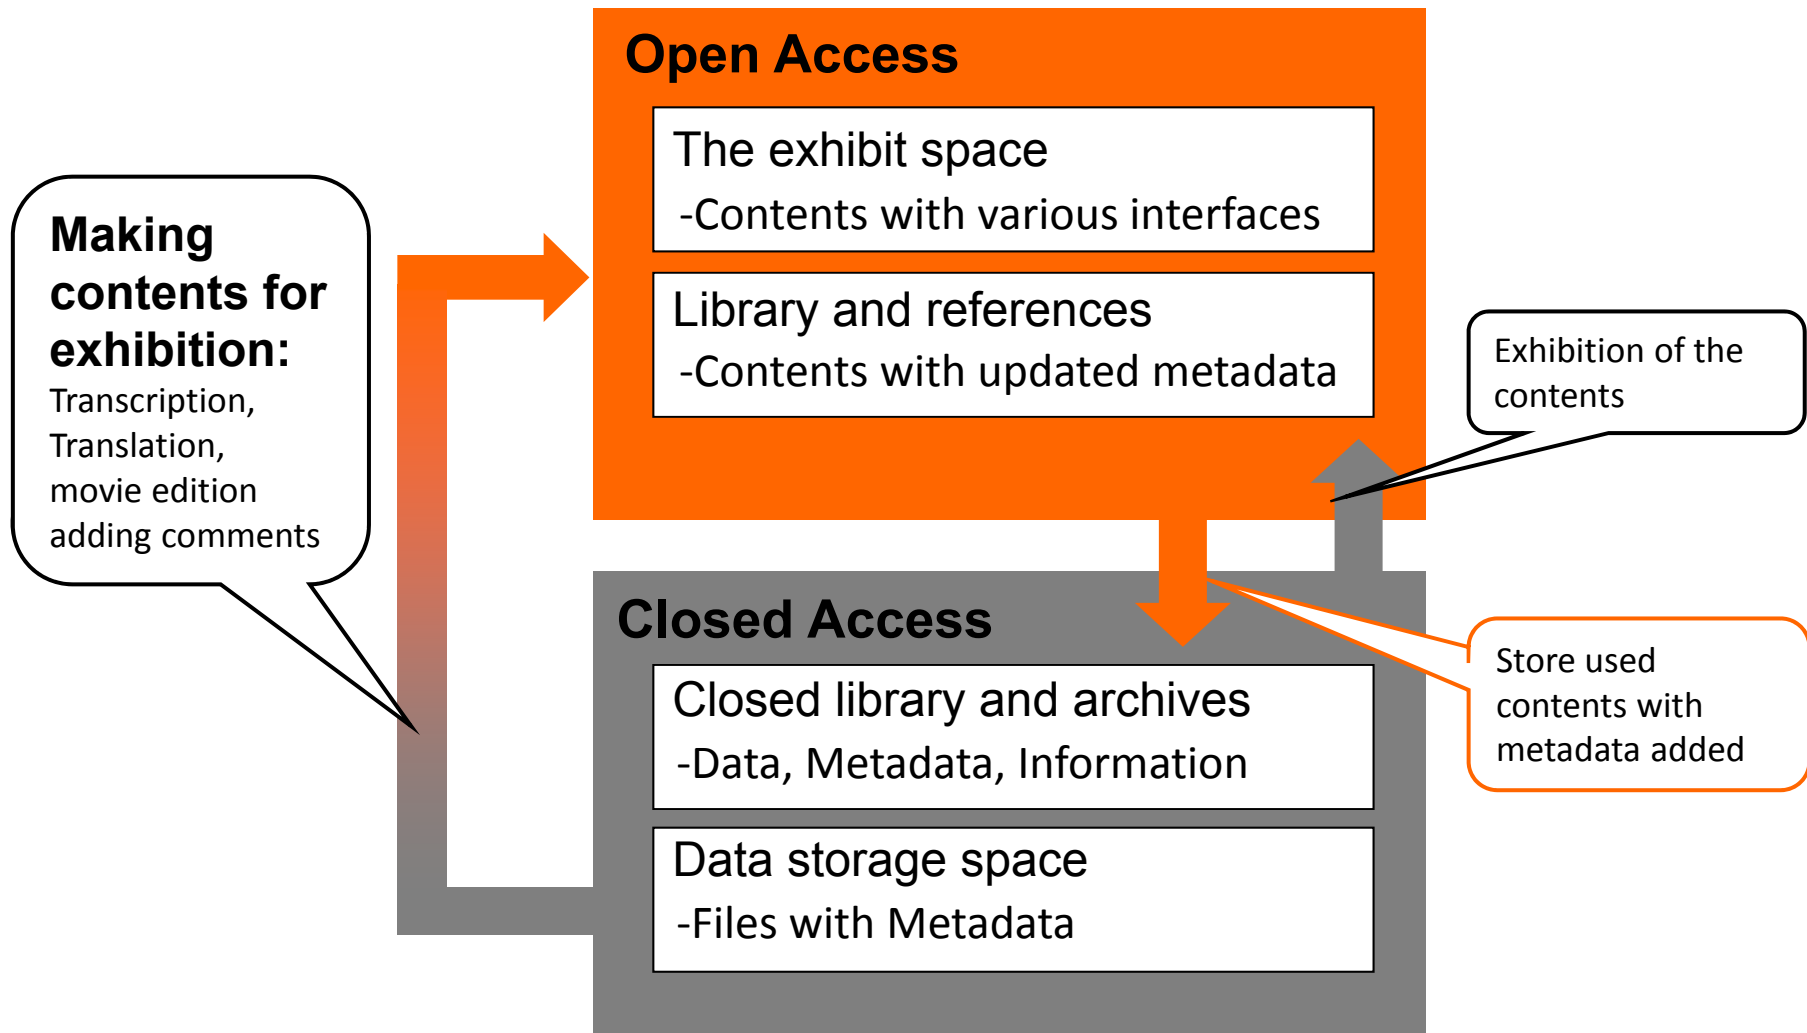 Open Access
The exhibit space
-Contents with various interfaces
Library and references
-Contents with updated metadata
Making
contents for
exhibition:
Transcription,
Translation,
movie edition
adding comments
Exhibition of the
contents
Closed Access
Closed library and archives
-Data, Metadata, Information
Data storage space
-Files with Metadata
Store used
contents with
metadata added